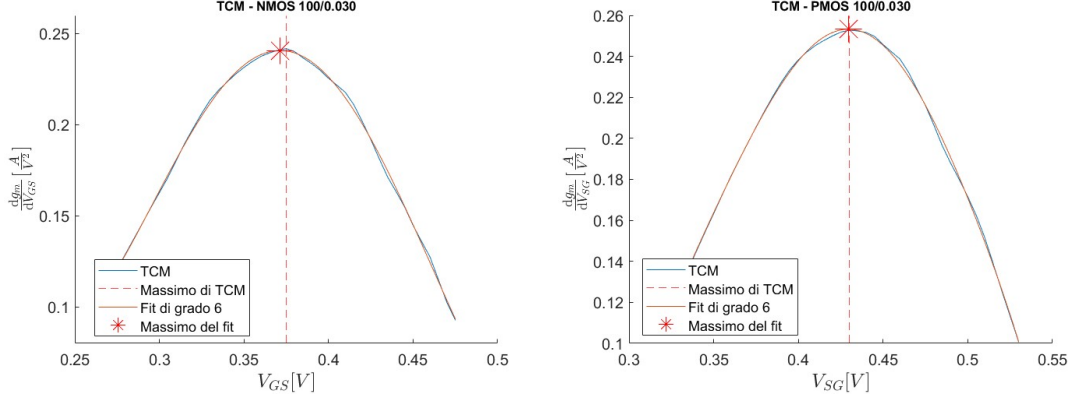 TCM - NMOS 100/0.030
0.25
0.2
0.15
0.1
dg_m/dV_GS [A/V^2]
TCM
Massimo di TCM
Fit di grado 6
Massimo del fit
0.25
0.3
0.35
0.4
0.45
0.5
V_GS[V]
TCM - PMOS 100/0.030
0.26
0.24
0.22
0.2
0.18
0.16
0.14
0.12
0.1
dg_m/dV_SG [A/V^2]
TCM
Massimo di TCM
Fit di grado 6
Massimo del fit
0.3
0.35
0.4
0.45
0.5
0.55
V_SG[V]